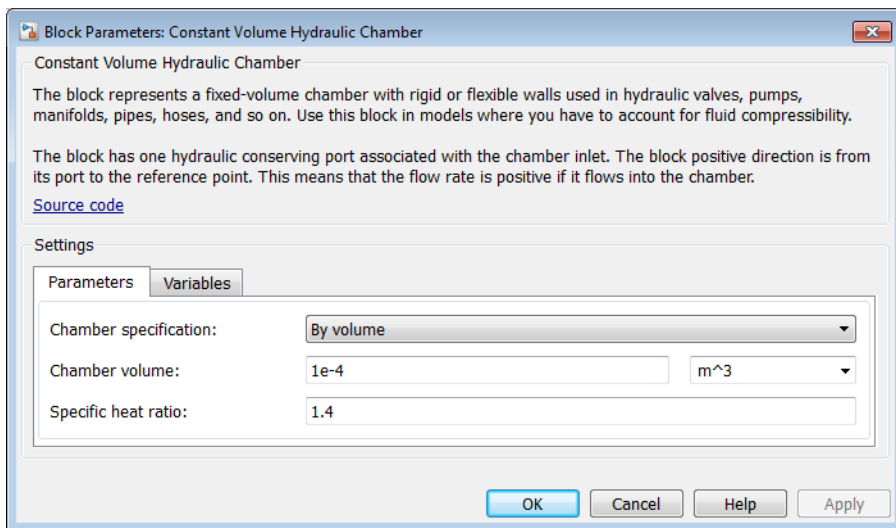 Block Parameters: Constant Volume Hydraulic Chamber
Constant Volume Hydraulic Chamber
The block represents a fixed-volume chamber with rigid or flexible walls used in hydraulic valves, pumps,
manifolds, pipes, hoses, and so on. Use this block in models where you have to account for fluid compressibility.
The block has one hydraulic conserving port associated with the chamber inlet. The block positive direction is from
its port to the reference point. This means that the flow rate is positive if it flows into the chamber.
Source code
Settings
Parameters Variables
Chamber specification: By volume
Chamber volume: 1e-4 m^3
Specific heat ratio: 1.4
OK Cancel Help Apply